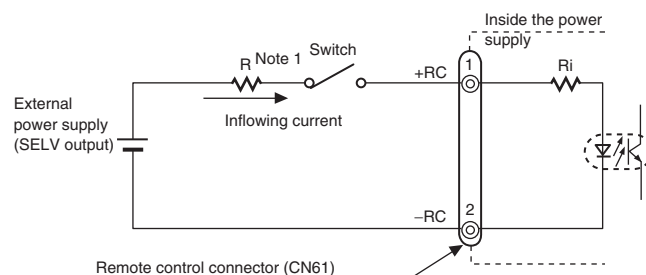 Inside the power
supply
R Note 1 Switch
+RC 1 Ri
External
power supply
(SELV output)
Inflowing current
2
–RC
Remote control connector (CN61)